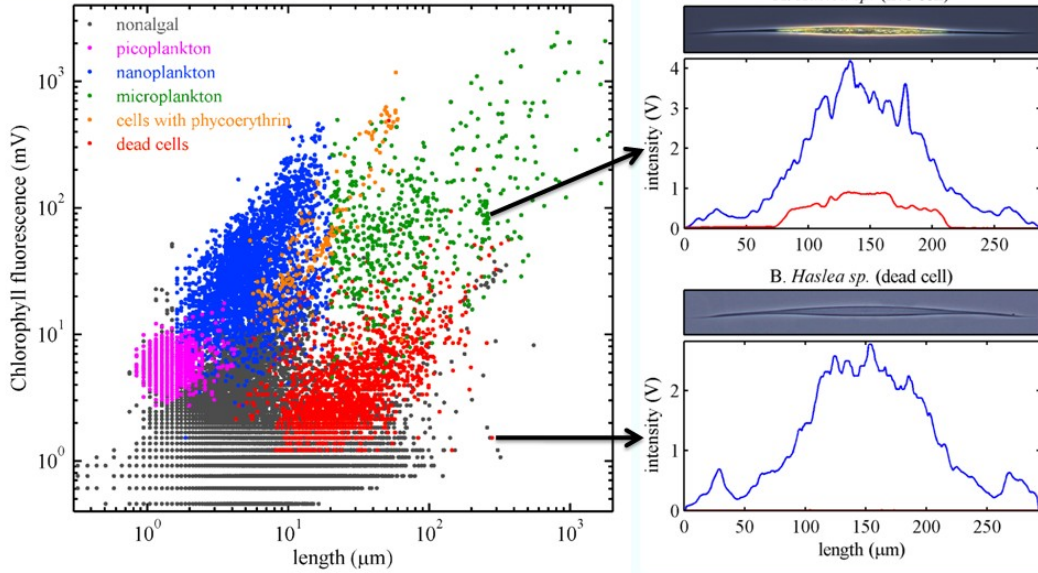 nonalgal
picoplankton
nanoplankton
microplankton
cells with phycoerythrin
dead cells
Chlorophyll fluorescence (mV)
10³
10²
10¹
10⁰
10⁰ 10¹ 10² 10³
length (µm)
intensity (V)
4
3
2
1
0
0 50 100 150 200 250
B. Haslea sp. (dead cell)
intensity (V)
2
1
0
0 50 100 150 200 250
length (µm)